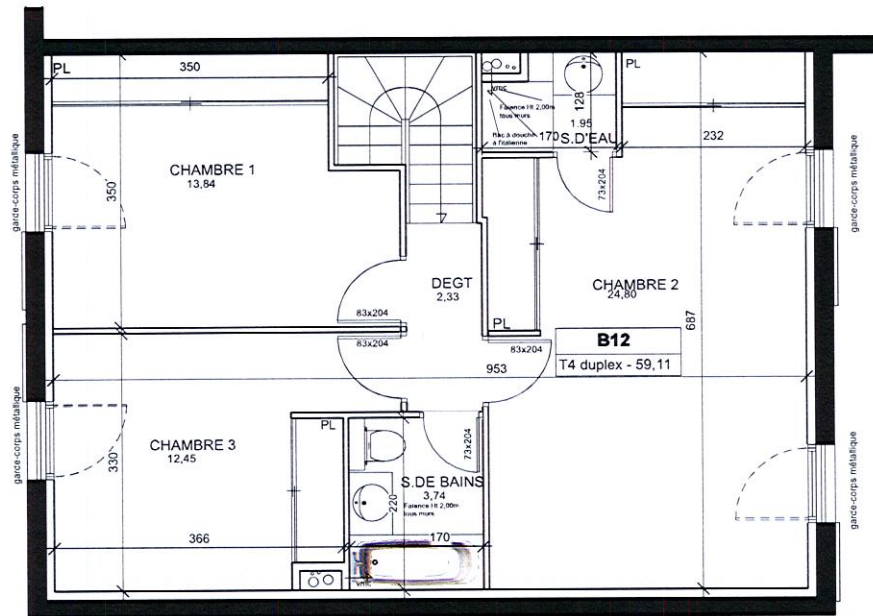 PL
350
CHAMBRE 1
13,84
350
garde-corps métallique
83x204
vmc
Faïence Ht 2,00m
tous murs
Bac à douche
à l'italienne
128
1.95
170
S.D'EAU
73x204
232
garde-corps métallique
DEGT
2,33
PL
CHAMBRE 2
24,80
687
B12
T4 duplex - 59,11
83x204
83x204
953
garde-corps métallique
CHAMBRE 3
12,45
330
366
PL
73x204
S.DE BAINS
3,74
Faïence Ht 2,00m
tous murs
220
170
vmc
garde-corps métallique